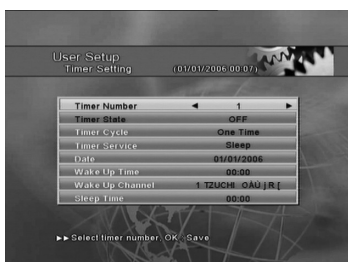 User Setup
Timer Setting (01/01/2006 00:07)
Timer Number ◄ 1 ►
Timer State OFF
Timer Cycle One Time
Timer Service Sleep
Date 01/01/2006
Wake Up Time 00:00
Wake Up Channel 1 TZUCHI OÀÚ j R [
Sleep Time 00:00
►► Select timer number, OK : Save